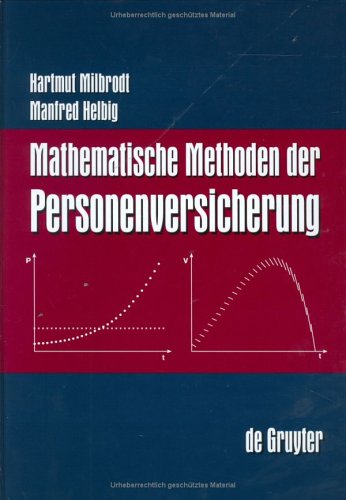 Urheberrechtlich geschütztes Material
Hartmut Milbrodt
Manfred Helbig
Mathematische Methoden der
Personenversicherung
P
t
V
t
de Gruyter
Urheberrechtlich geschütztes Material